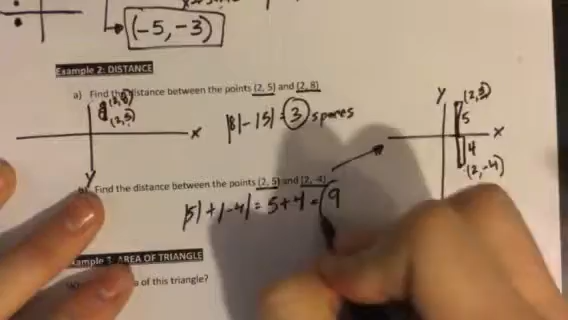 (-5, -3)
Example 2: DISTANCE
a) Find the distance between the points (2, 5) and (2, 8)
(2,8)
(2,5)
x
y
|8| - |5| = 3 spaces
y
(2,5)
5
x
4
(2,-4)
Find the distance between the points (2, 5) and (2, -4)
|5| + |-4| = 5 + 4 = 9
Example 3: AREA OF TRIANGLE
a of this triangle?